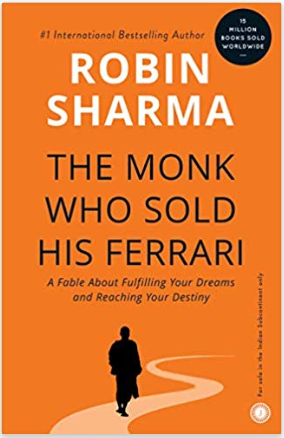 #1 International Bestselling Author
15
MILLION
BOOKS SOLD
WORLDWIDE
ROBIN
SHARMA
THE MONK
WHO SOLD
HIS FERRARI
A Fable About Fulfilling Your Dreams
and Reaching Your Destiny
For sale in the Indian Subcontinent only